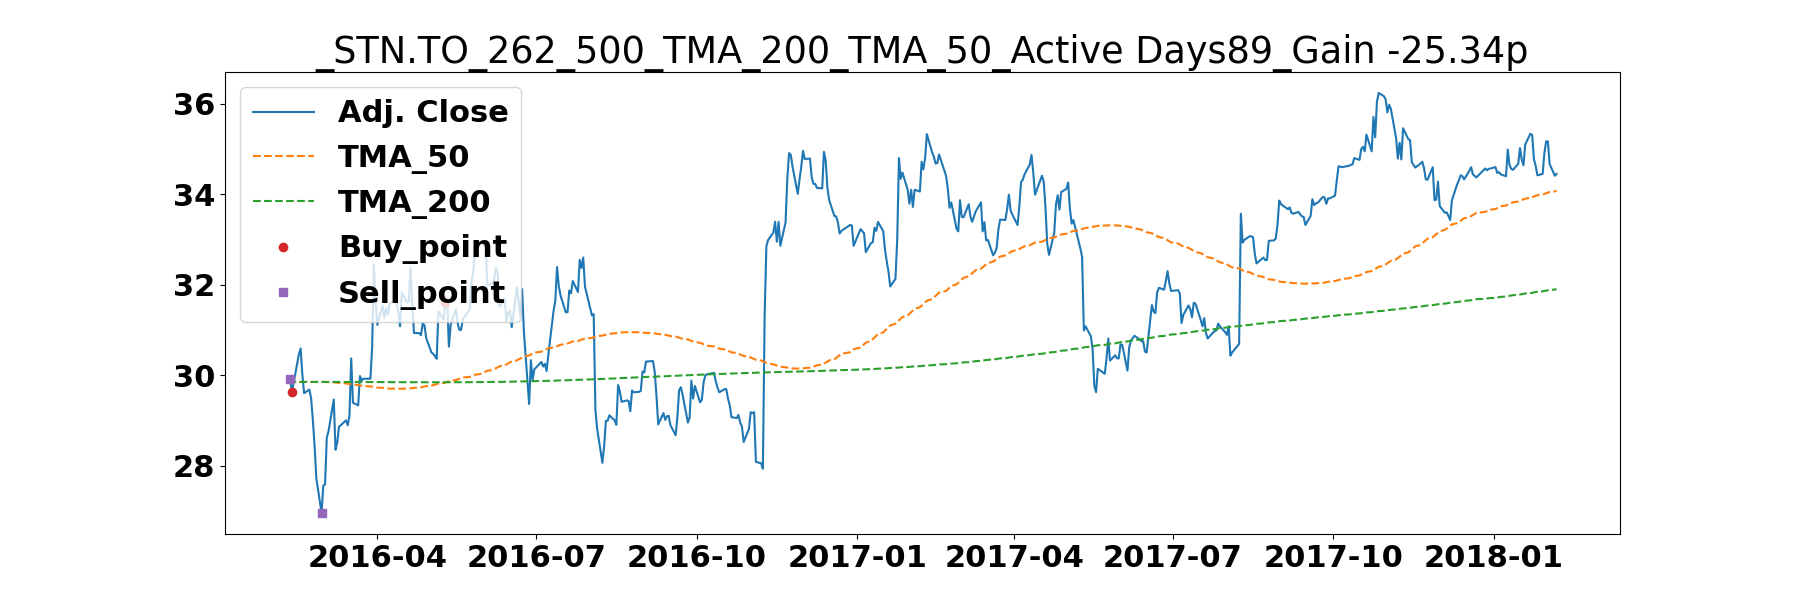 _STN.TO_262_500_TMA_200_TMA_50_Active Days89_Gain -25.34p
36
34
32
30
28
Adj. Close
TMA_50
TMA_200
Buy_point
Sell_point
2016-04 2016-07 2016-10 2017-01 2017-04 2017-07 2017-10 2018-01